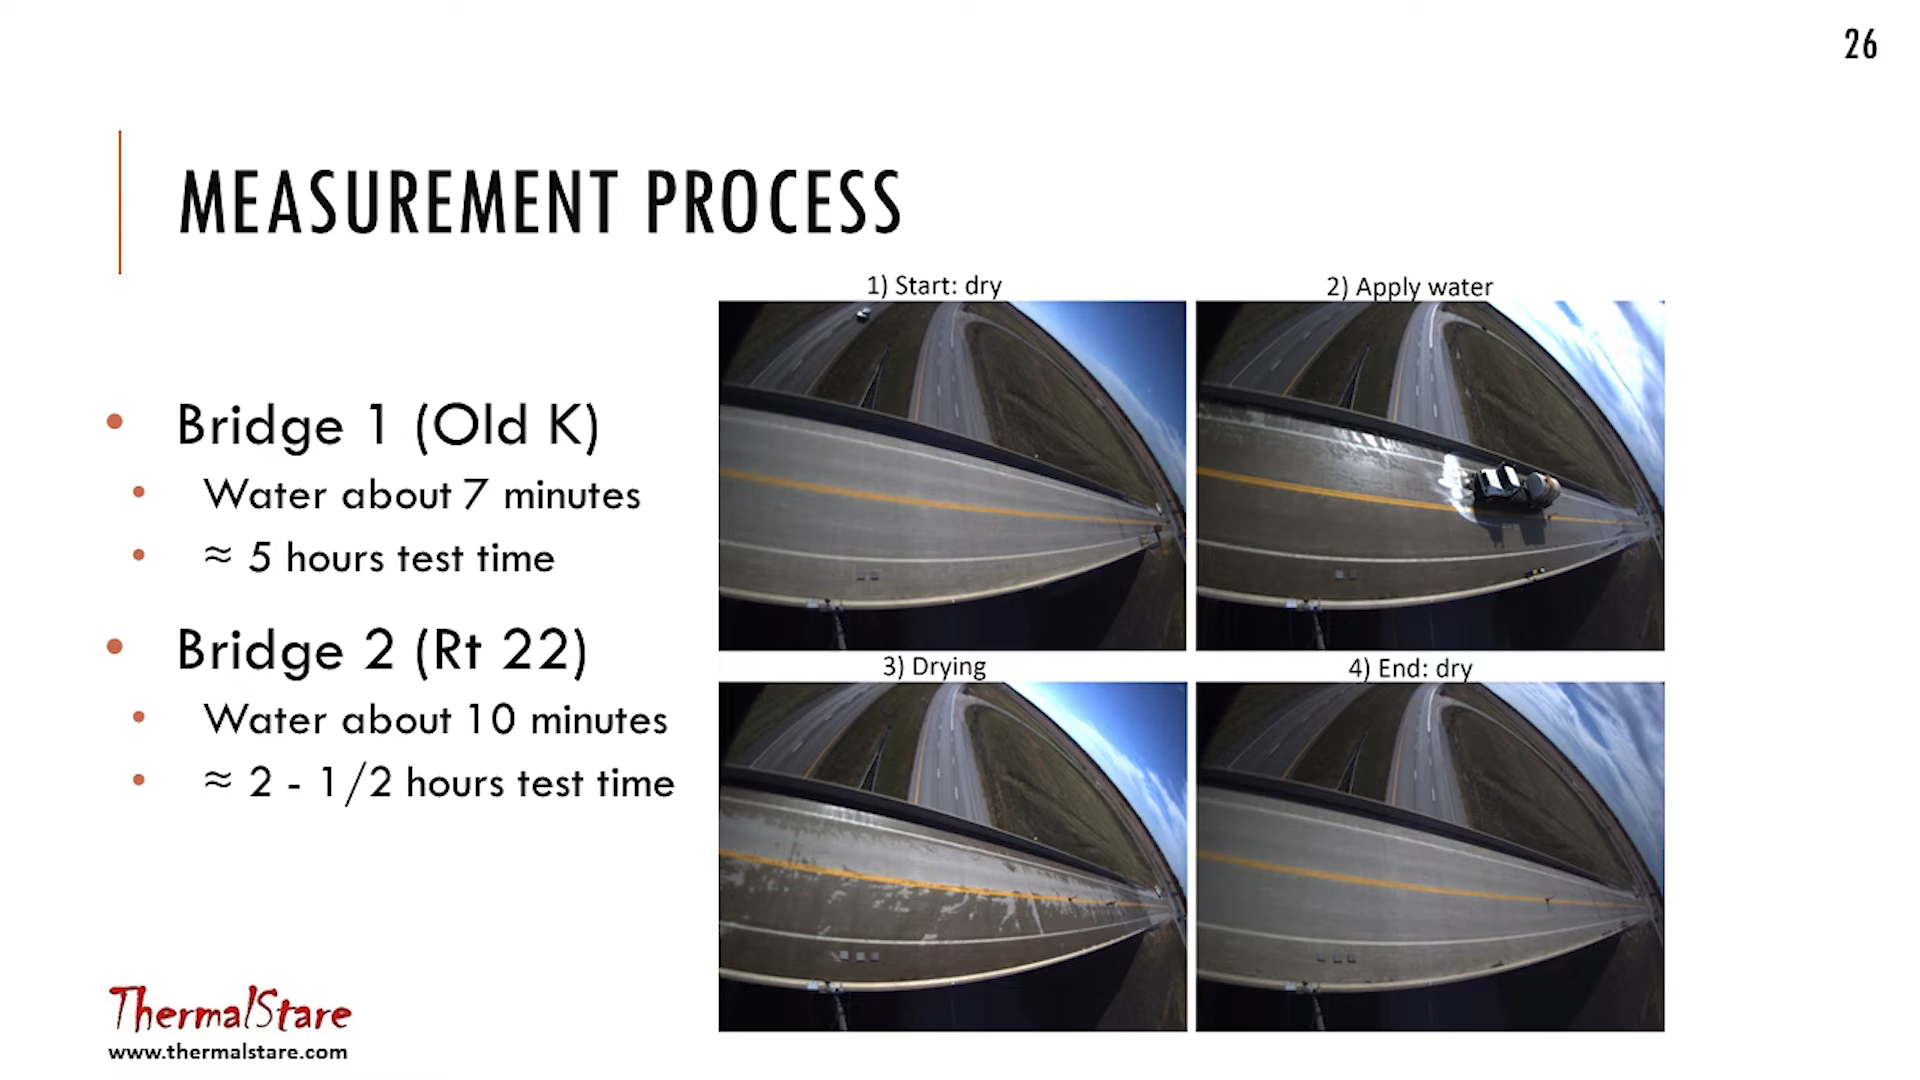 26
MEASUREMENT PROCESS
• Bridge 1 (Old K)
• Water about 7 minutes
• ≈ 5 hours test time
• Bridge 2 (Rt 22)
• Water about 10 minutes
• ≈ 2 - 1/2 hours test time
1) Start: dry
2) Apply water
3) Drying
4) End: dry
ThermalStare
www.thermalstare.com